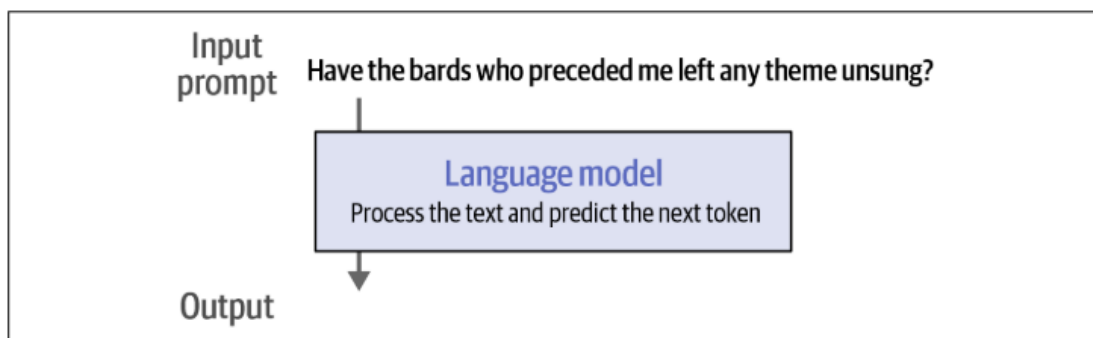 Input
prompt
Have the bards who preceded me left any theme unsung?
Language model
Process the text and predict the next token
Output